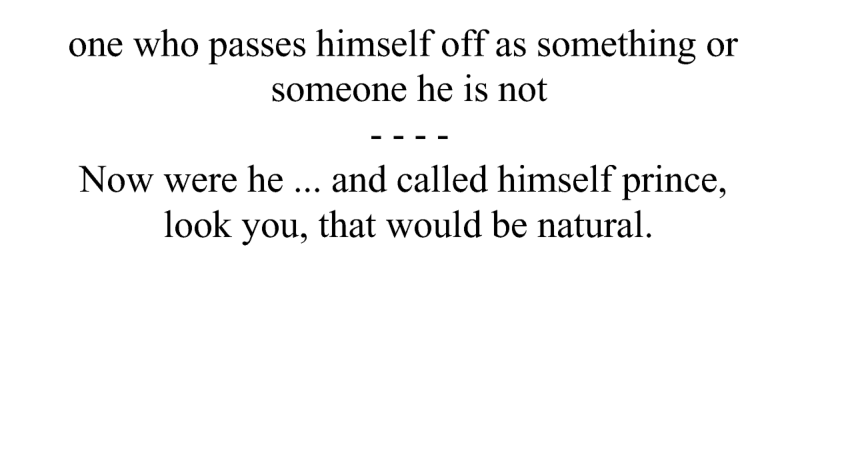 one who passes himself off as something or
someone he is not
- - - -
Now were he ... and called himself prince,
look you, that would be natural.